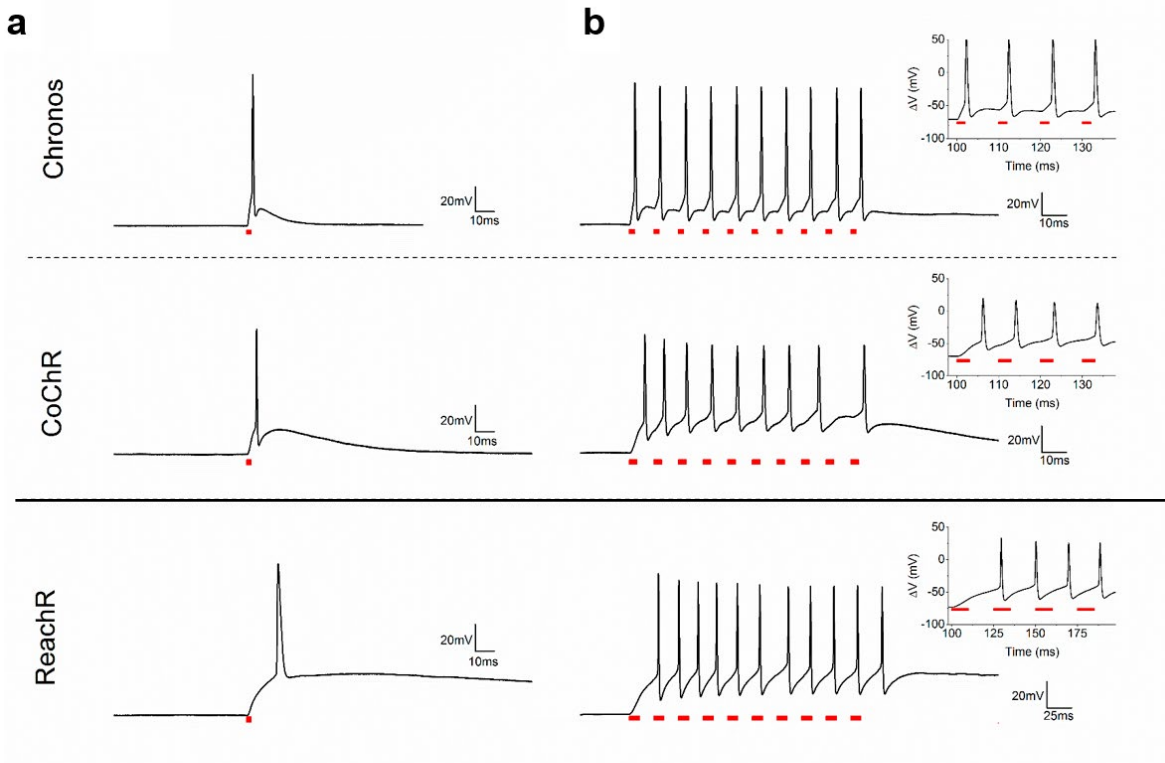 a
b
Chronos
20mV
10ms
50
0
-50
-100
ΔV (mV)
100 110 120 130
Time (ms)
20mV
10ms
CoChR
20mV
10ms
50
0
-50
-100
ΔV (mV)
100 110 120 130
Time (ms)
20mV
10ms
ReachR
20mV
10ms
50
0
-50
-100
ΔV (mV)
100 125 150 175
Time (ms)
20mV
25ms